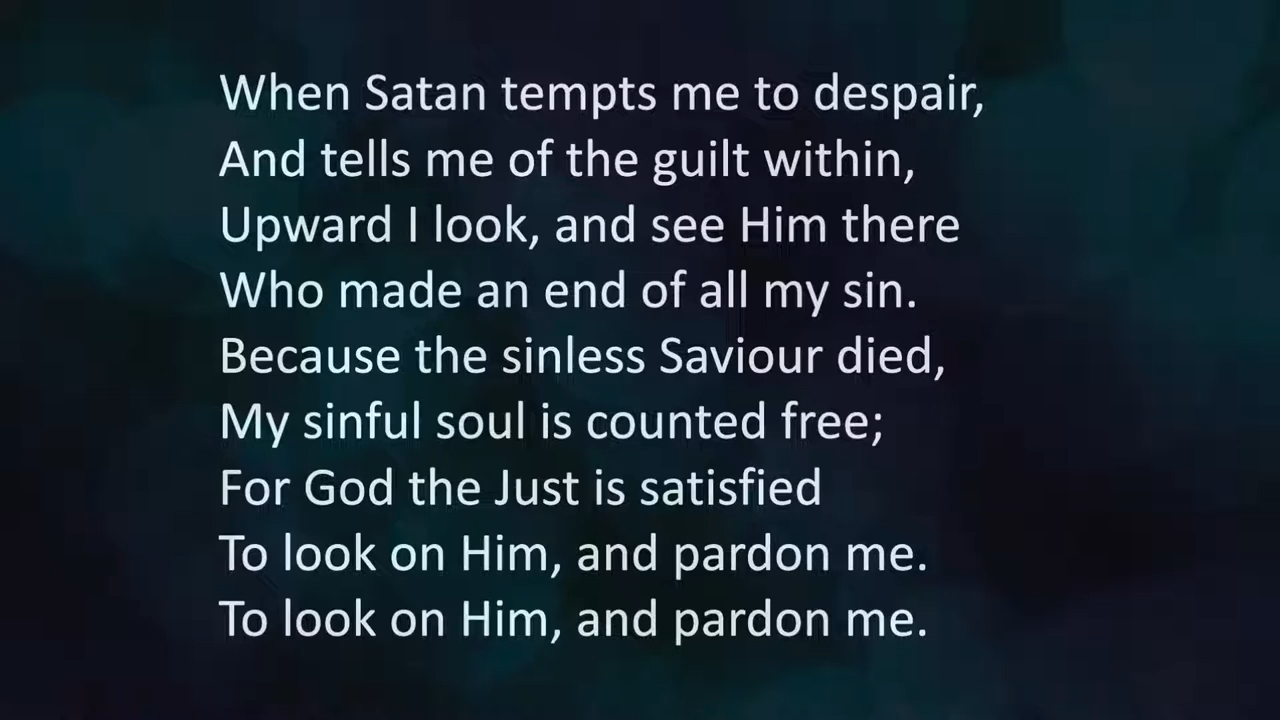 When Satan tempts me to despair,
And tells me of the guilt within,
Upward I look, and see Him there
Who made an end of all my sin.
Because the sinless Saviour died,
My sinful soul is counted free;
For God the Just is satisfied
To look on Him, and pardon me.
To look on Him, and pardon me.